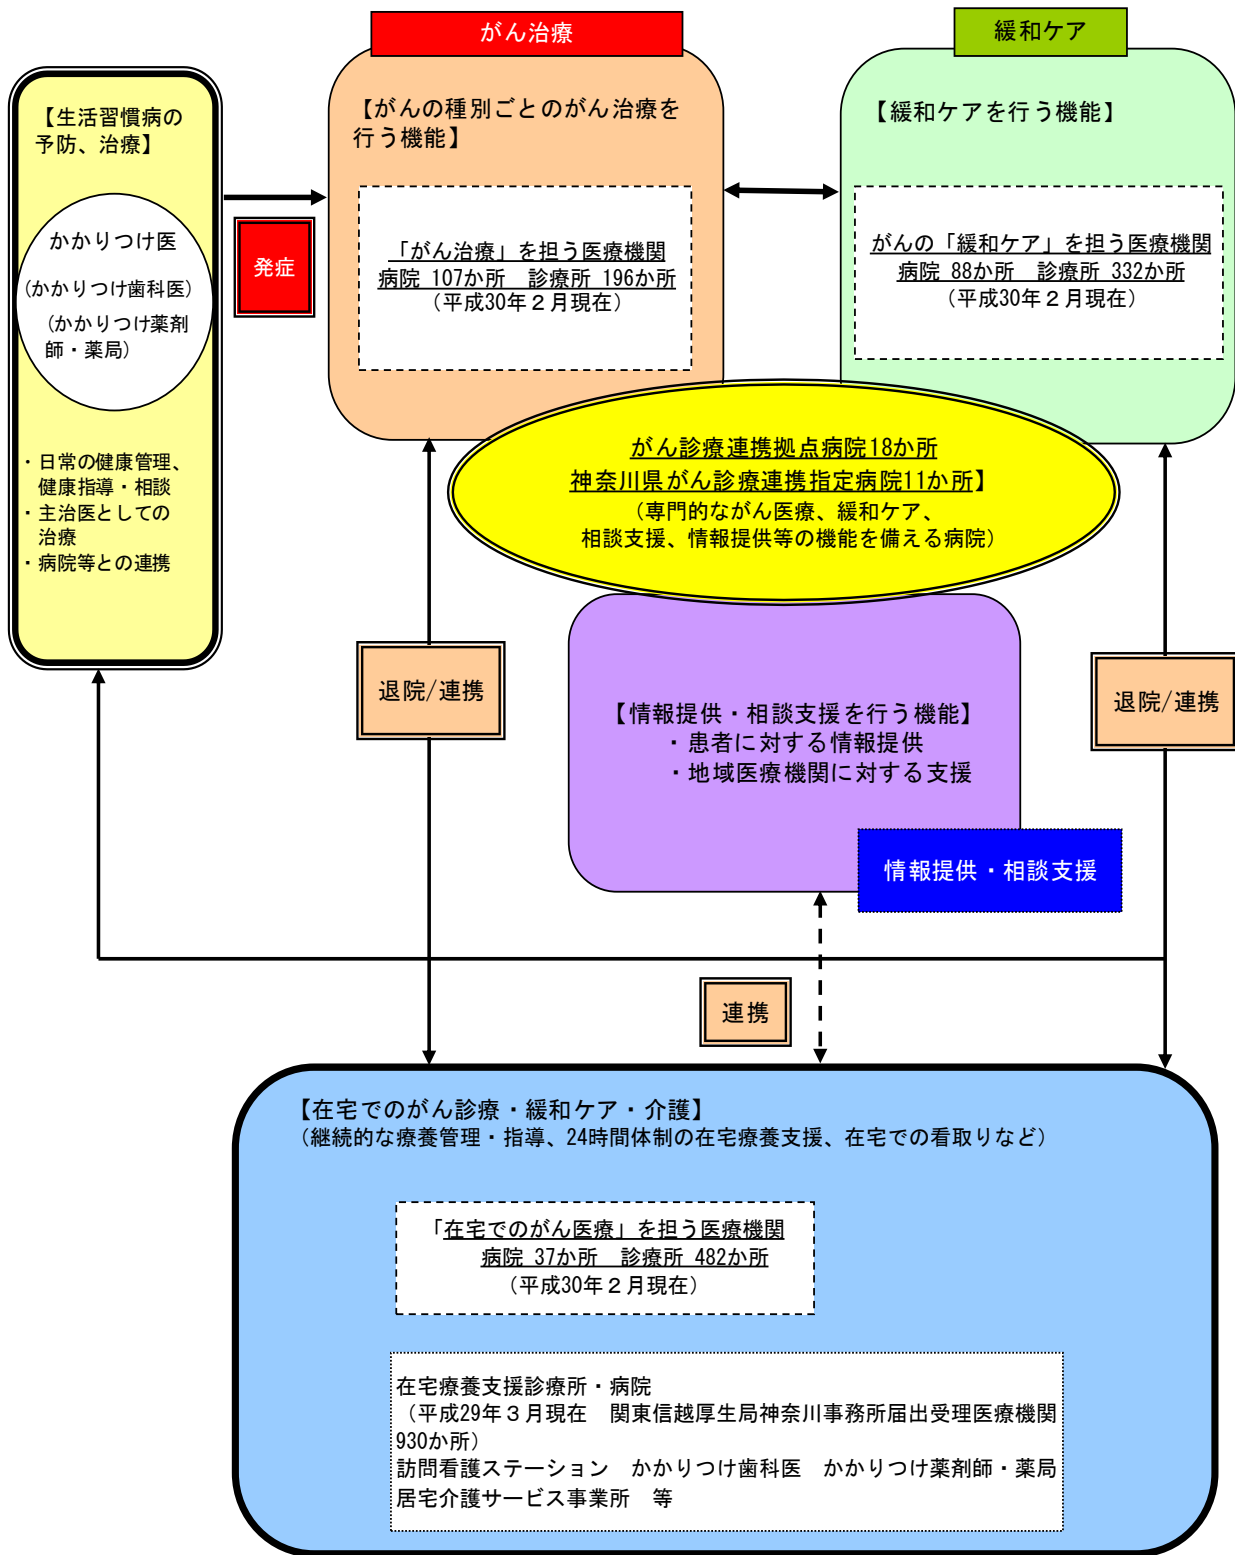 がん治療
緩和ケア
【生活習慣病の
予防、治療】
かかりつけ医
(かかりつけ歯科医)
(かかりつけ薬剤
師・薬局)
・日常の健康管理、
健康指導・相談
・主治医としての
治療
・病院等との連携
発症
【がんの種別ごとのがん治療を
行う機能】
「がん治療」を担う医療機関
病院 107か所　診療所 196か所
(平成30年２月現在)
【緩和ケアを行う機能】
がんの「緩和ケア」を担う医療機関
病院 88か所　診療所 332か所
(平成30年２月現在)
がん診療連携拠点病院18か所
神奈川県がん診療連携指定病院11か所】
(専門的ながん医療、緩和ケア、
相談支援、情報提供等の機能を備える病院)
退院/連携
退院/連携
【情報提供・相談支援を行う機能】
・患者に対する情報提供
・地域医療機関に対する支援
情報提供・相談支援
連携
【在宅でのがん診療・緩和ケア・介護】
(継続的な療養管理・指導、24時間体制の在宅療養支援、在宅での看取りなど)
「在宅でのがん医療」を担う医療機関
病院 37か所　診療所 482か所
(平成30年２月現在)
在宅療養支援診療所・病院
(平成29年３月現在　関東信越厚生局神奈川事務所届出受理医療機関
930か所)
訪問看護ステーション　かかりつけ歯科医　かかりつけ薬剤師・薬局
居宅介護サービス事業所　等